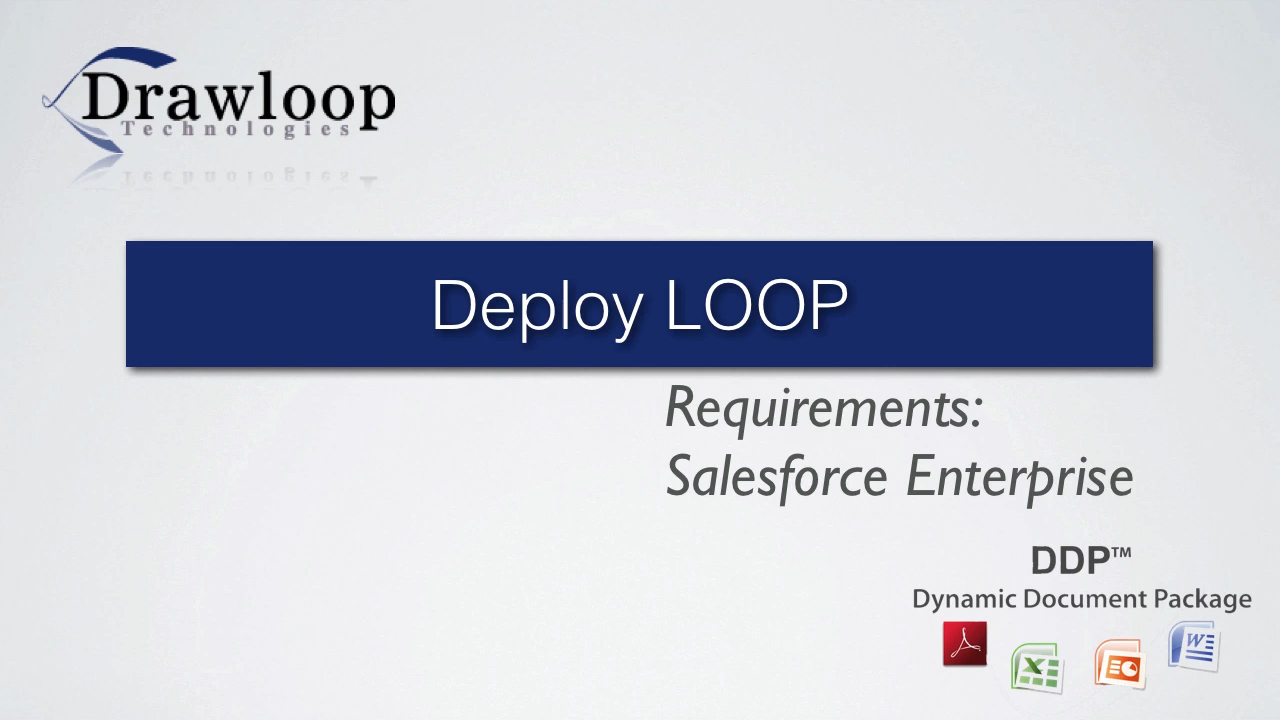 Drawloop
Technologies
Deploy LOOP
Requirements:
Salesforce Enterprise
DDP™
Dynamic Document Package